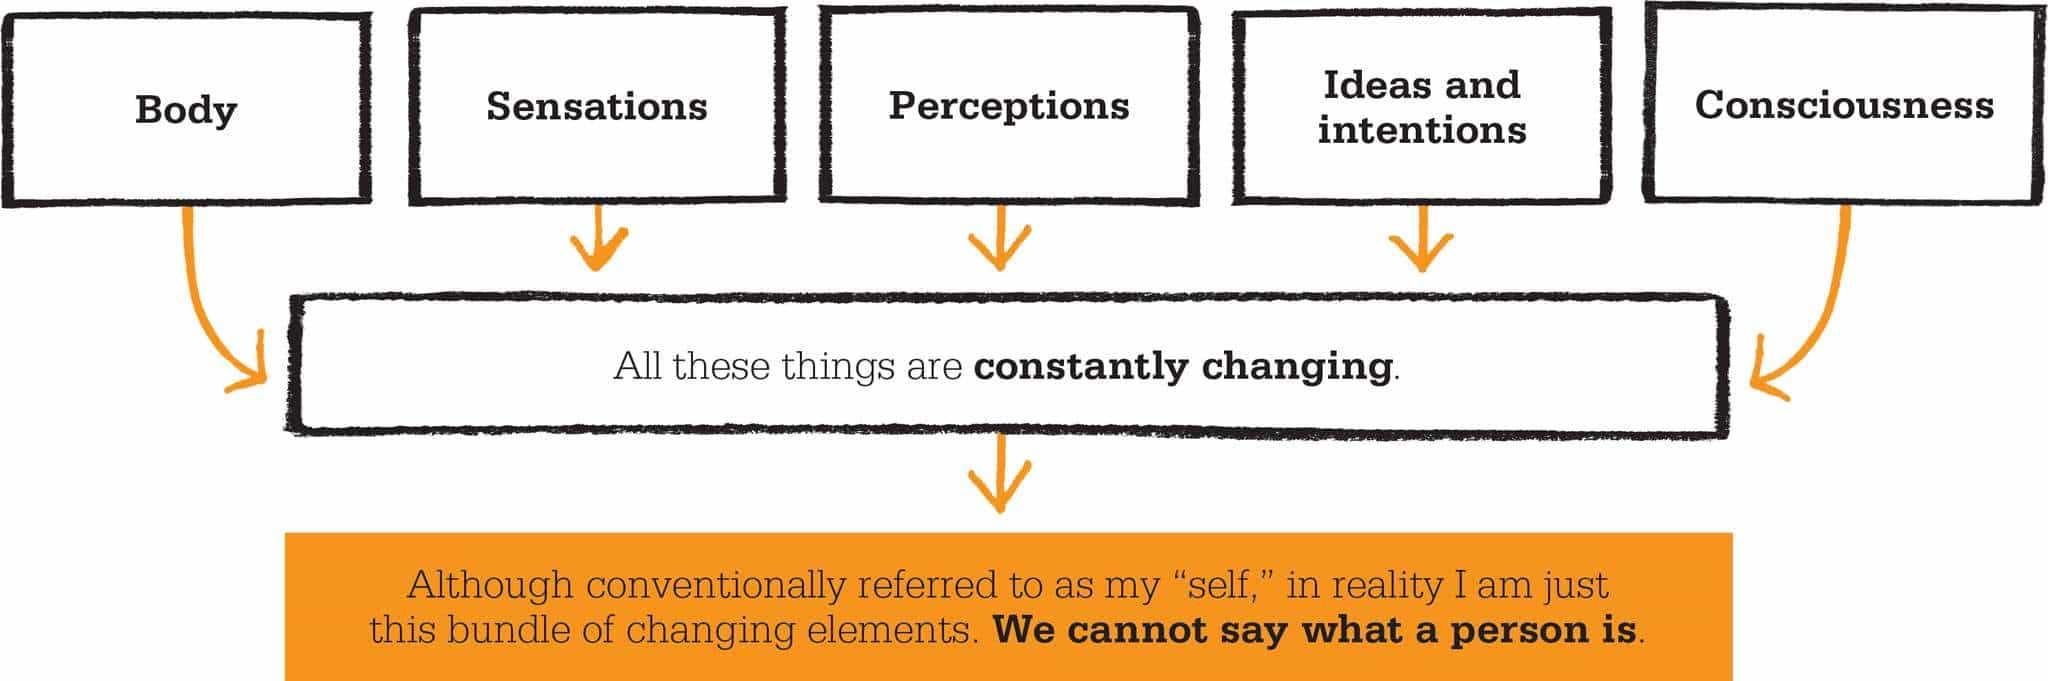 Body
Sensations
Perceptions
Ideas and
intentions
Consciousness
All these things are constantly changing.
Although conventionally referred to as my “self,” in reality I am just
this bundle of changing elements. We cannot say what a person is.